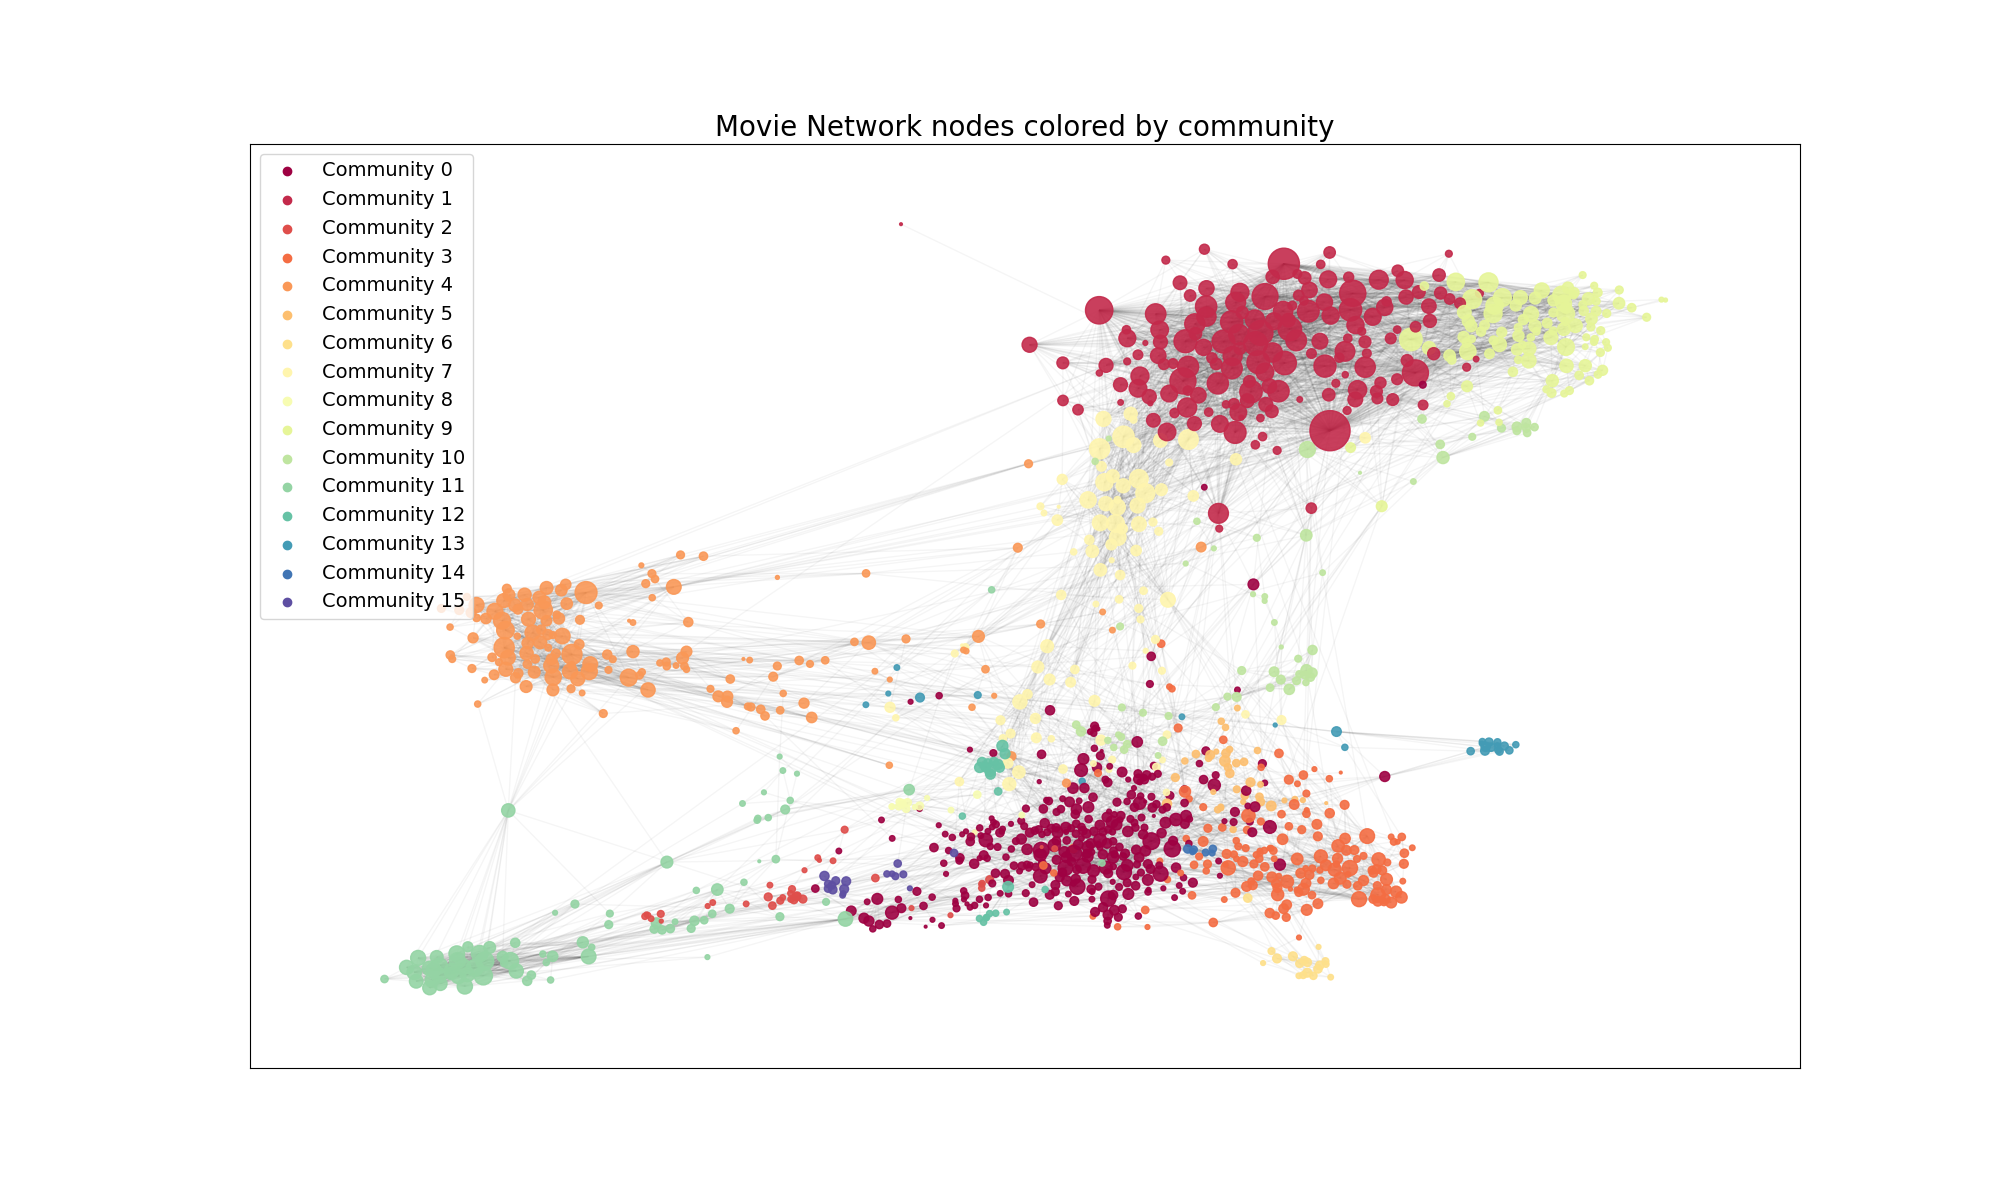 Movie Network nodes colored by community
Community 0
Community 1
Community 2
Community 3
Community 4
Community 5
Community 6
Community 7
Community 8
Community 9
Community 10
Community 11
Community 12
Community 13
Community 14
Community 15